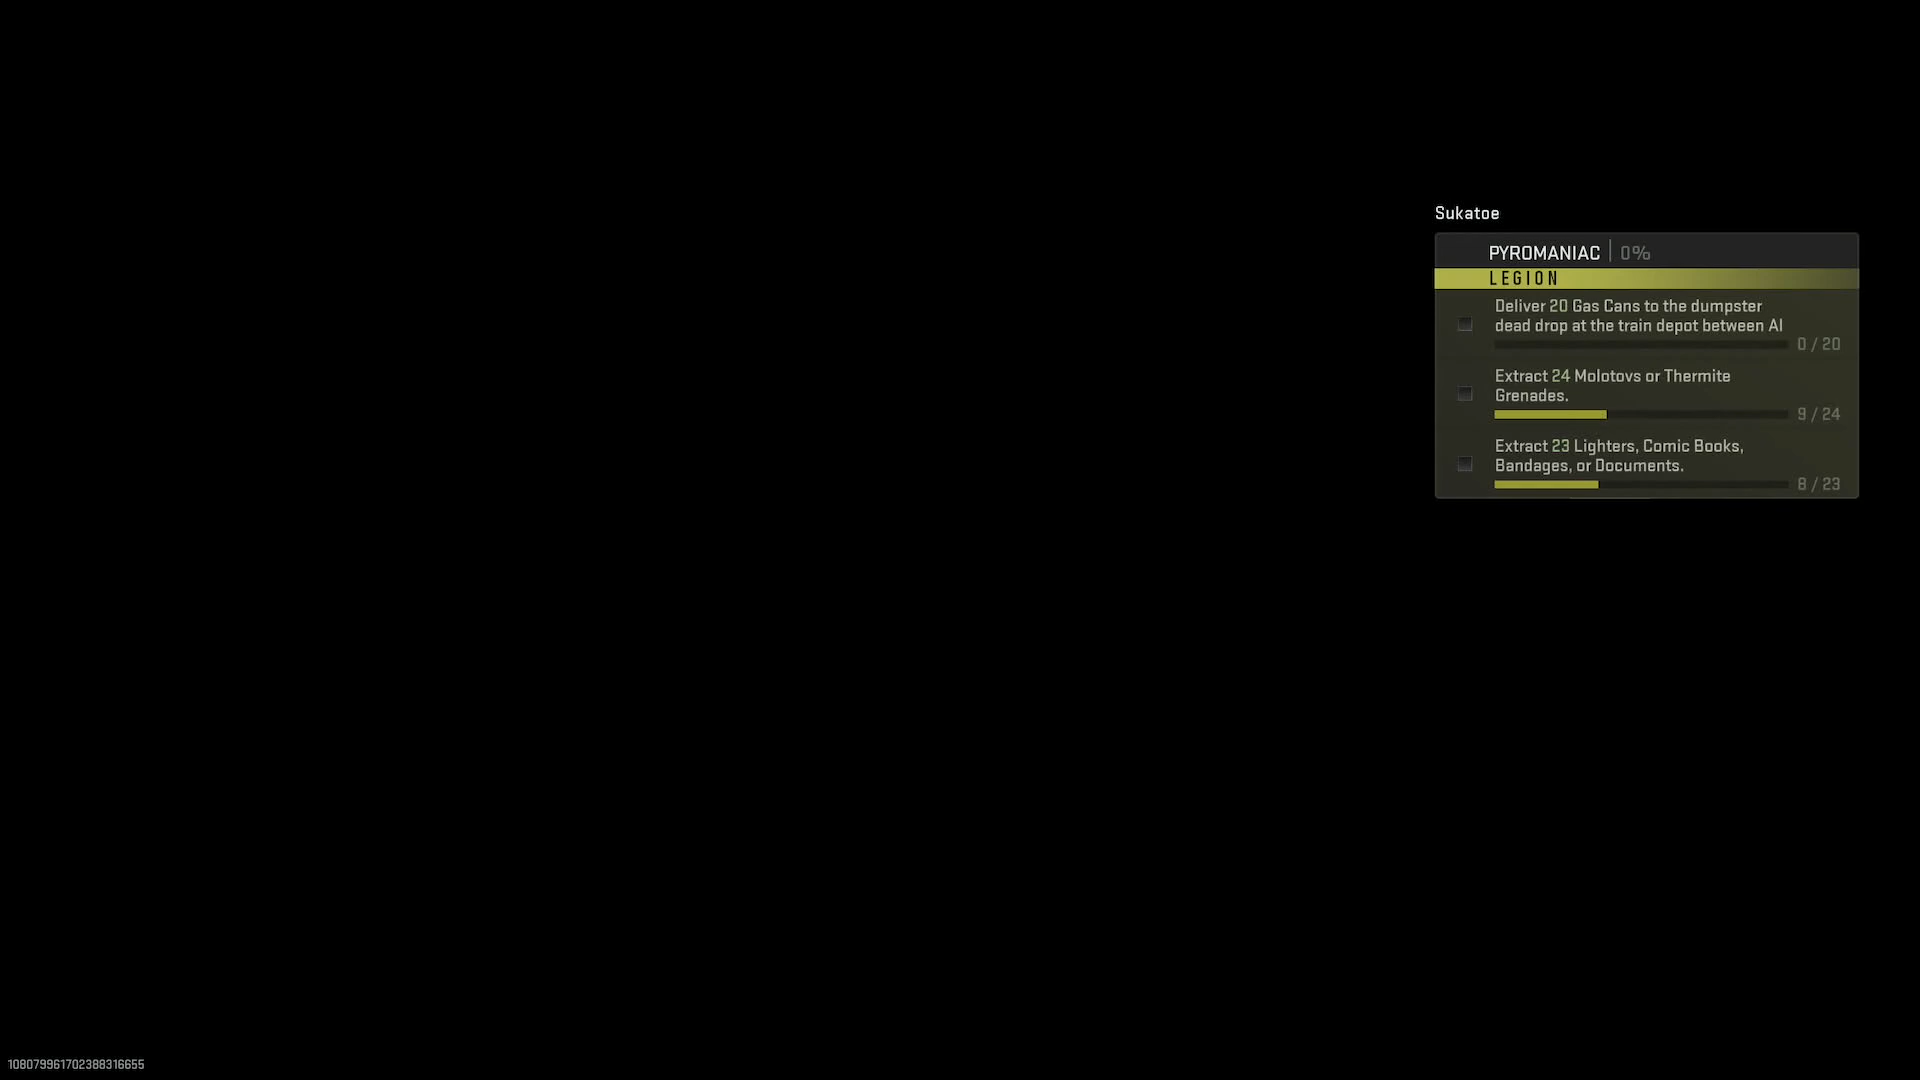 Sukatoe
PYROMANIAC | 0%
LEGION
Deliver 20 Gas Cans to the dumpster
dead drop at the train depot between Al
0 / 20
Extract 24 Molotovs or Thermite
Grenades.
9 / 24
Extract 23 Lighters, Comic Books,
Bandages, or Documents.
8 / 23
108079961702388316655